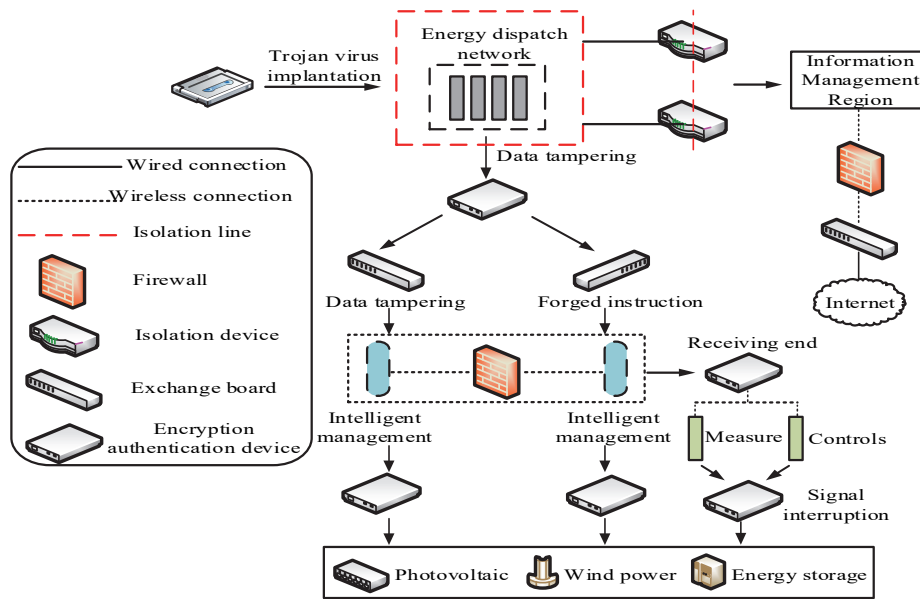 Trojan virus
implantation
Energy dispatch
network
Information
Management
Region
Data tampering
Wired connection
Wireless connection
Isolation line
Firewall
Isolation device
Exchange board
Encryption
authentication device
Data tampering
Forged instruction
Internet
Receiving end
Intelligent
management
Intelligent
management
Measure
Controls
Signal
interruption
Photovoltaic
Wind power
Energy storage